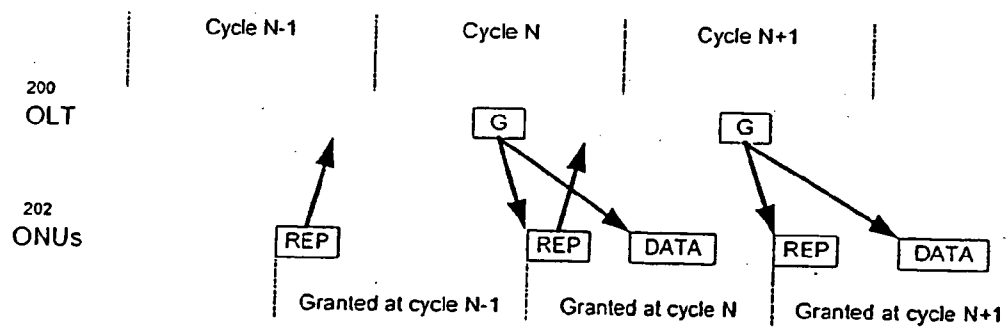 Cycle N-1
Cycle N
Cycle N+1
200
OLT
G
G
202
ONUs
REP
REP
DATA
REP
DATA
Granted at cycle N-1
Granted at cycle N
Granted at cycle N+1